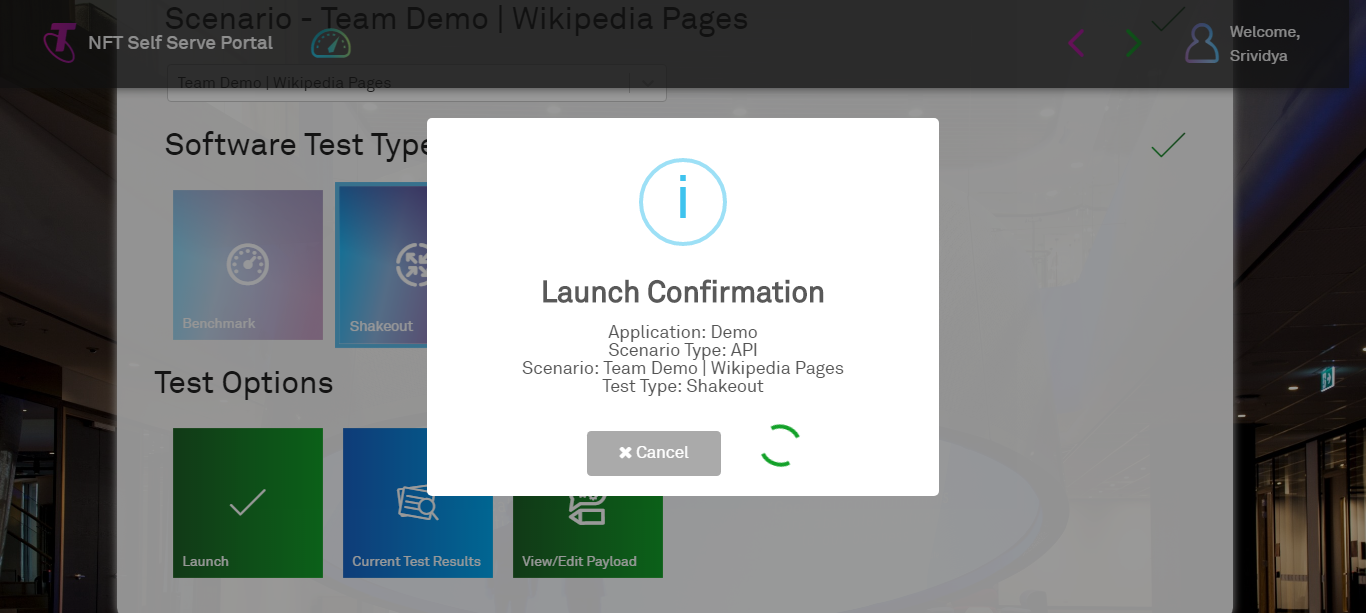 Scenario - Team Demo | Wikipedia Pages
NFT Self Serve Portal
Welcome,
Srividya
Team Demo | Wikipedia Pages
Software Test Type
Benchmark
Shakeout
i
Launch Confirmation
Application: Demo
Scenario Type: API
Scenario: Team Demo | Wikipedia Pages
Test Type: Shakeout
✖ Cancel
Test Options
Launch
Current Test Results
View/Edit Payload